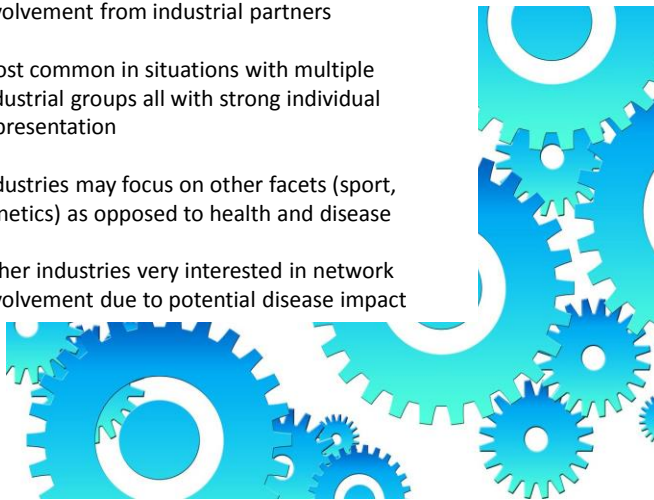 volvement from industrial partners
ost common in situations with multiple
dustrial groups all with strong individual
presentation
dustries may focus on other facets (sport,
netics) as opposed to health and disease
her industries very interested in network
volvement due to potential disease impact